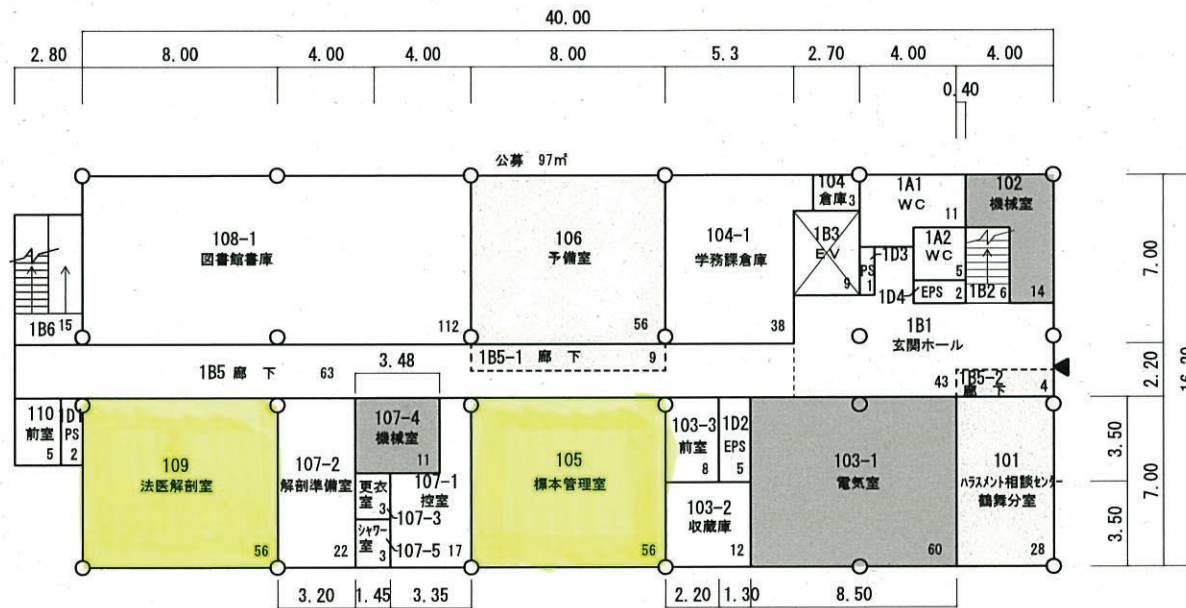 40.00
2.80 8.00 4.00 4.00 8.00 5.3 2.70 4.00 4.00
0.40
公募 97㎡
108-1
図書館書庫
112
106
予備室
56
104-1
学務課倉庫
38
104
倉庫 3
1B3
EV
9
1A1
WC
11
1A2
WC
5
102
機械室
14
PS
1
1D3
1D4
EPS 2
1B2 6
1B6 15
1B1
玄関ホール
43
1B5 廊下 63
3.48
1B5-1 廊下 9
1B5-2
廊下 4
110
前室
5
1D1
PS
2
109
法医解剖室
56
107-2
解剖準備室
22
107-4
機械室
11
更衣
室 3
107-3
シャワー
室 3
107-5
107-1
控室
17
105
標本管理室
56
103-3
前室
8
1D2
EPS
5
103-2
収蔵庫
12
103-1
電気室
60
101
ハラスメント相談センター
鶴舞分室
28
7.00
2.20
3.50
3.50
7.00
3.20 1.45 3.35 2.20 1.30 8.50